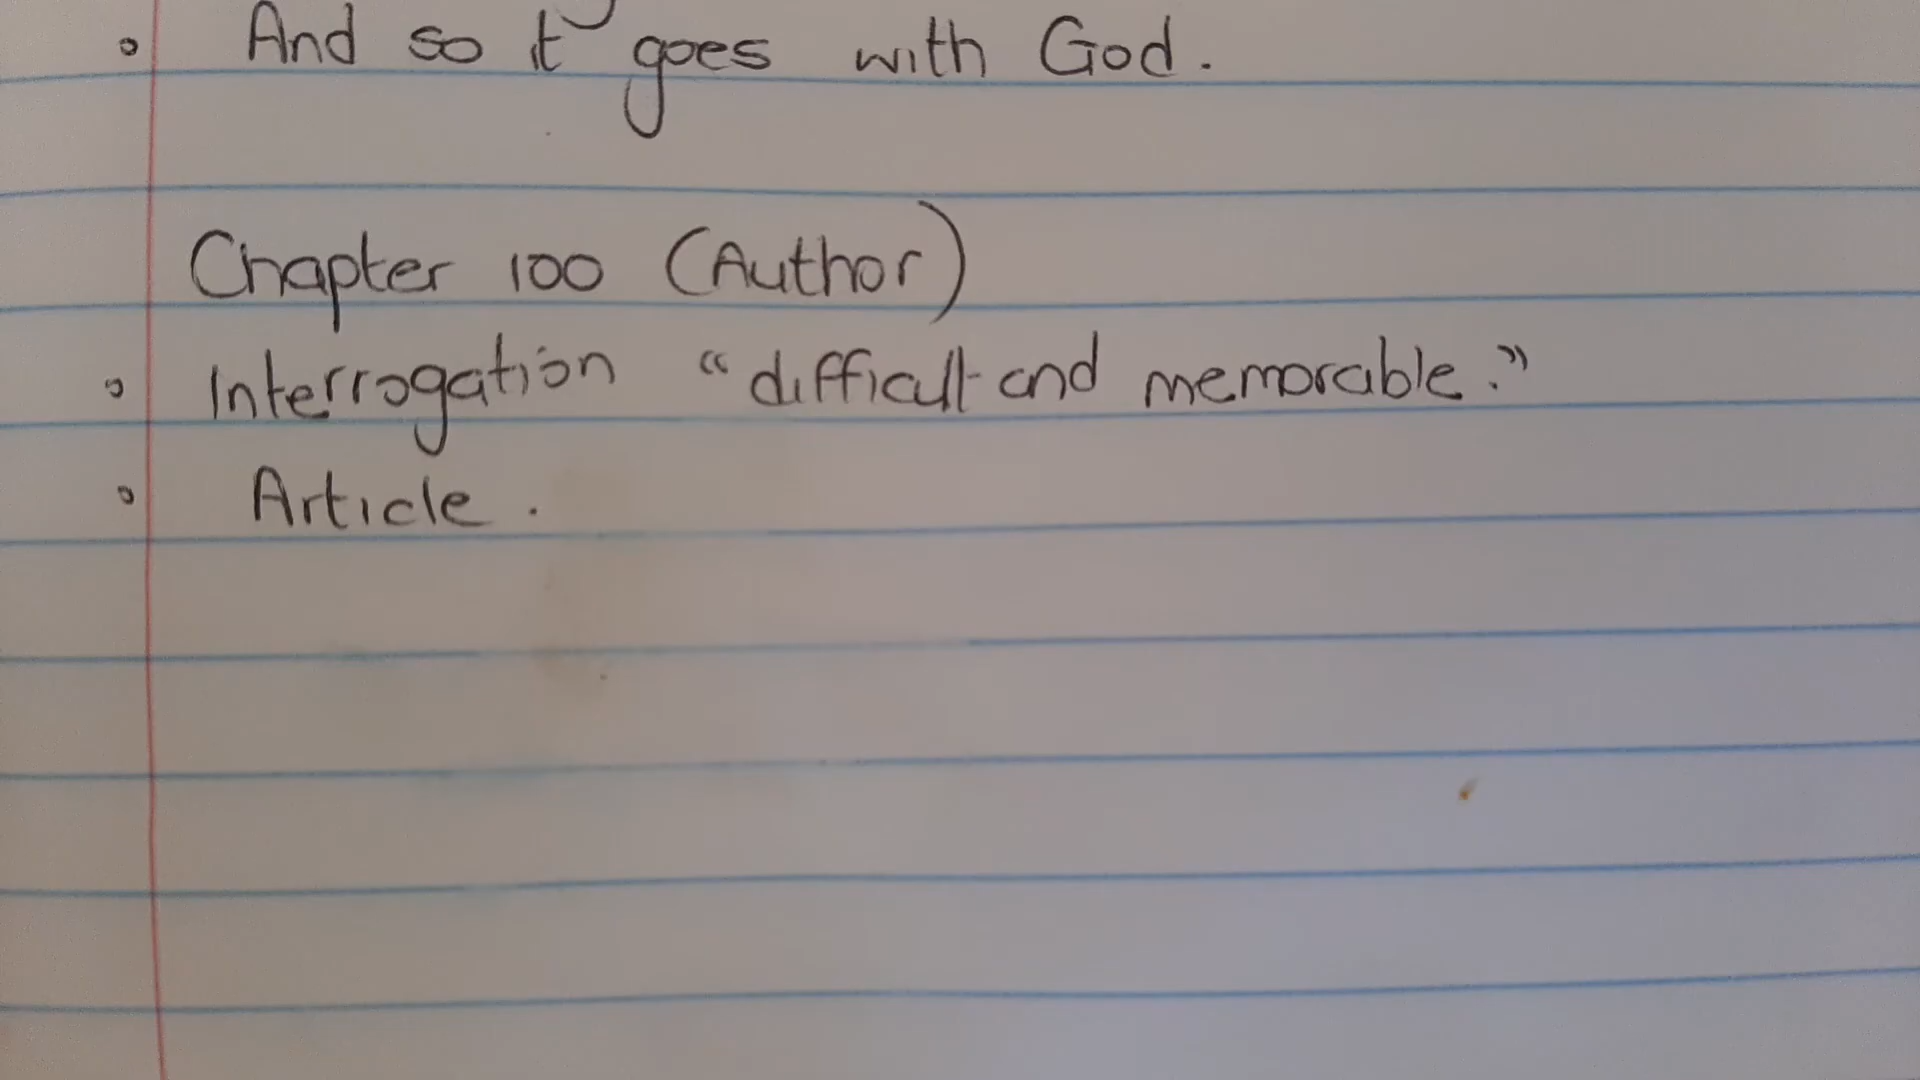 • And so it goes with God.
Chapter 100 (Author)
• Interrogation “difficult and memorable.”
• Article.